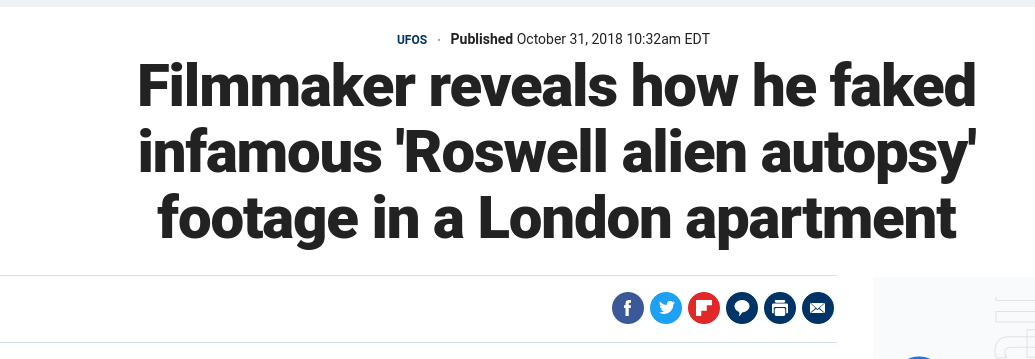 UFOS · Published October 31, 2018 10:32am EDT
Filmmaker reveals how he faked
infamous 'Roswell alien autopsy'
footage in a London apartment